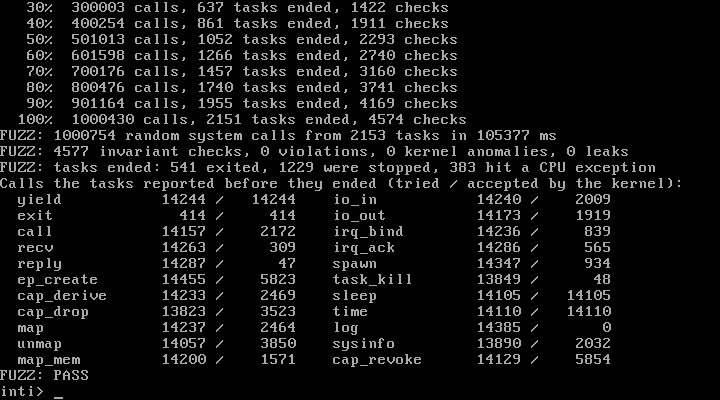 30%  300003 calls, 637 tasks ended, 1422 checks
40%  400254 calls, 861 tasks ended, 1911 checks
50%  501013 calls, 1052 tasks ended, 2293 checks
60%  601598 calls, 1266 tasks ended, 2740 checks
70%  700176 calls, 1457 tasks ended, 3160 checks
80%  800476 calls, 1740 tasks ended, 3741 checks
90%  901164 calls, 1955 tasks ended, 4169 checks
100%  1000430 calls, 2151 tasks ended, 4574 checks
FUZZ: 1000754 random system calls from 2153 tasks in 105377 ms
FUZZ: 4577 invariant checks, 0 violations, 0 kernel anomalies, 0 leaks
FUZZ: tasks ended: 541 exited, 1229 were stopped, 383 hit a CPU exception
Calls the tasks reported before they ended (tried / accepted by the kernel):
yield 14244 / 14244 io_in 14240 / 2009
exit 414 / 414 io_out 14173 / 1919
call 14157 / 2172 irq_bind 14236 / 839
recv 14263 / 309 irq_ack 14286 / 565
reply 14287 / 47 spawn 14347 / 934
ep_create 14455 / 5823 task_kill 13849 / 48
cap_derive 14233 / 2469 sleep 14105 / 14105
cap_drop 13823 / 3523 time 14110 / 14110
map 14237 / 2464 log 14385 / 0
unmap 14057 / 3850 sysinfo 13890 / 2032
map_mem 14200 / 1571 cap_revoke 14129 / 5854
FUZZ: PASS
inti> _